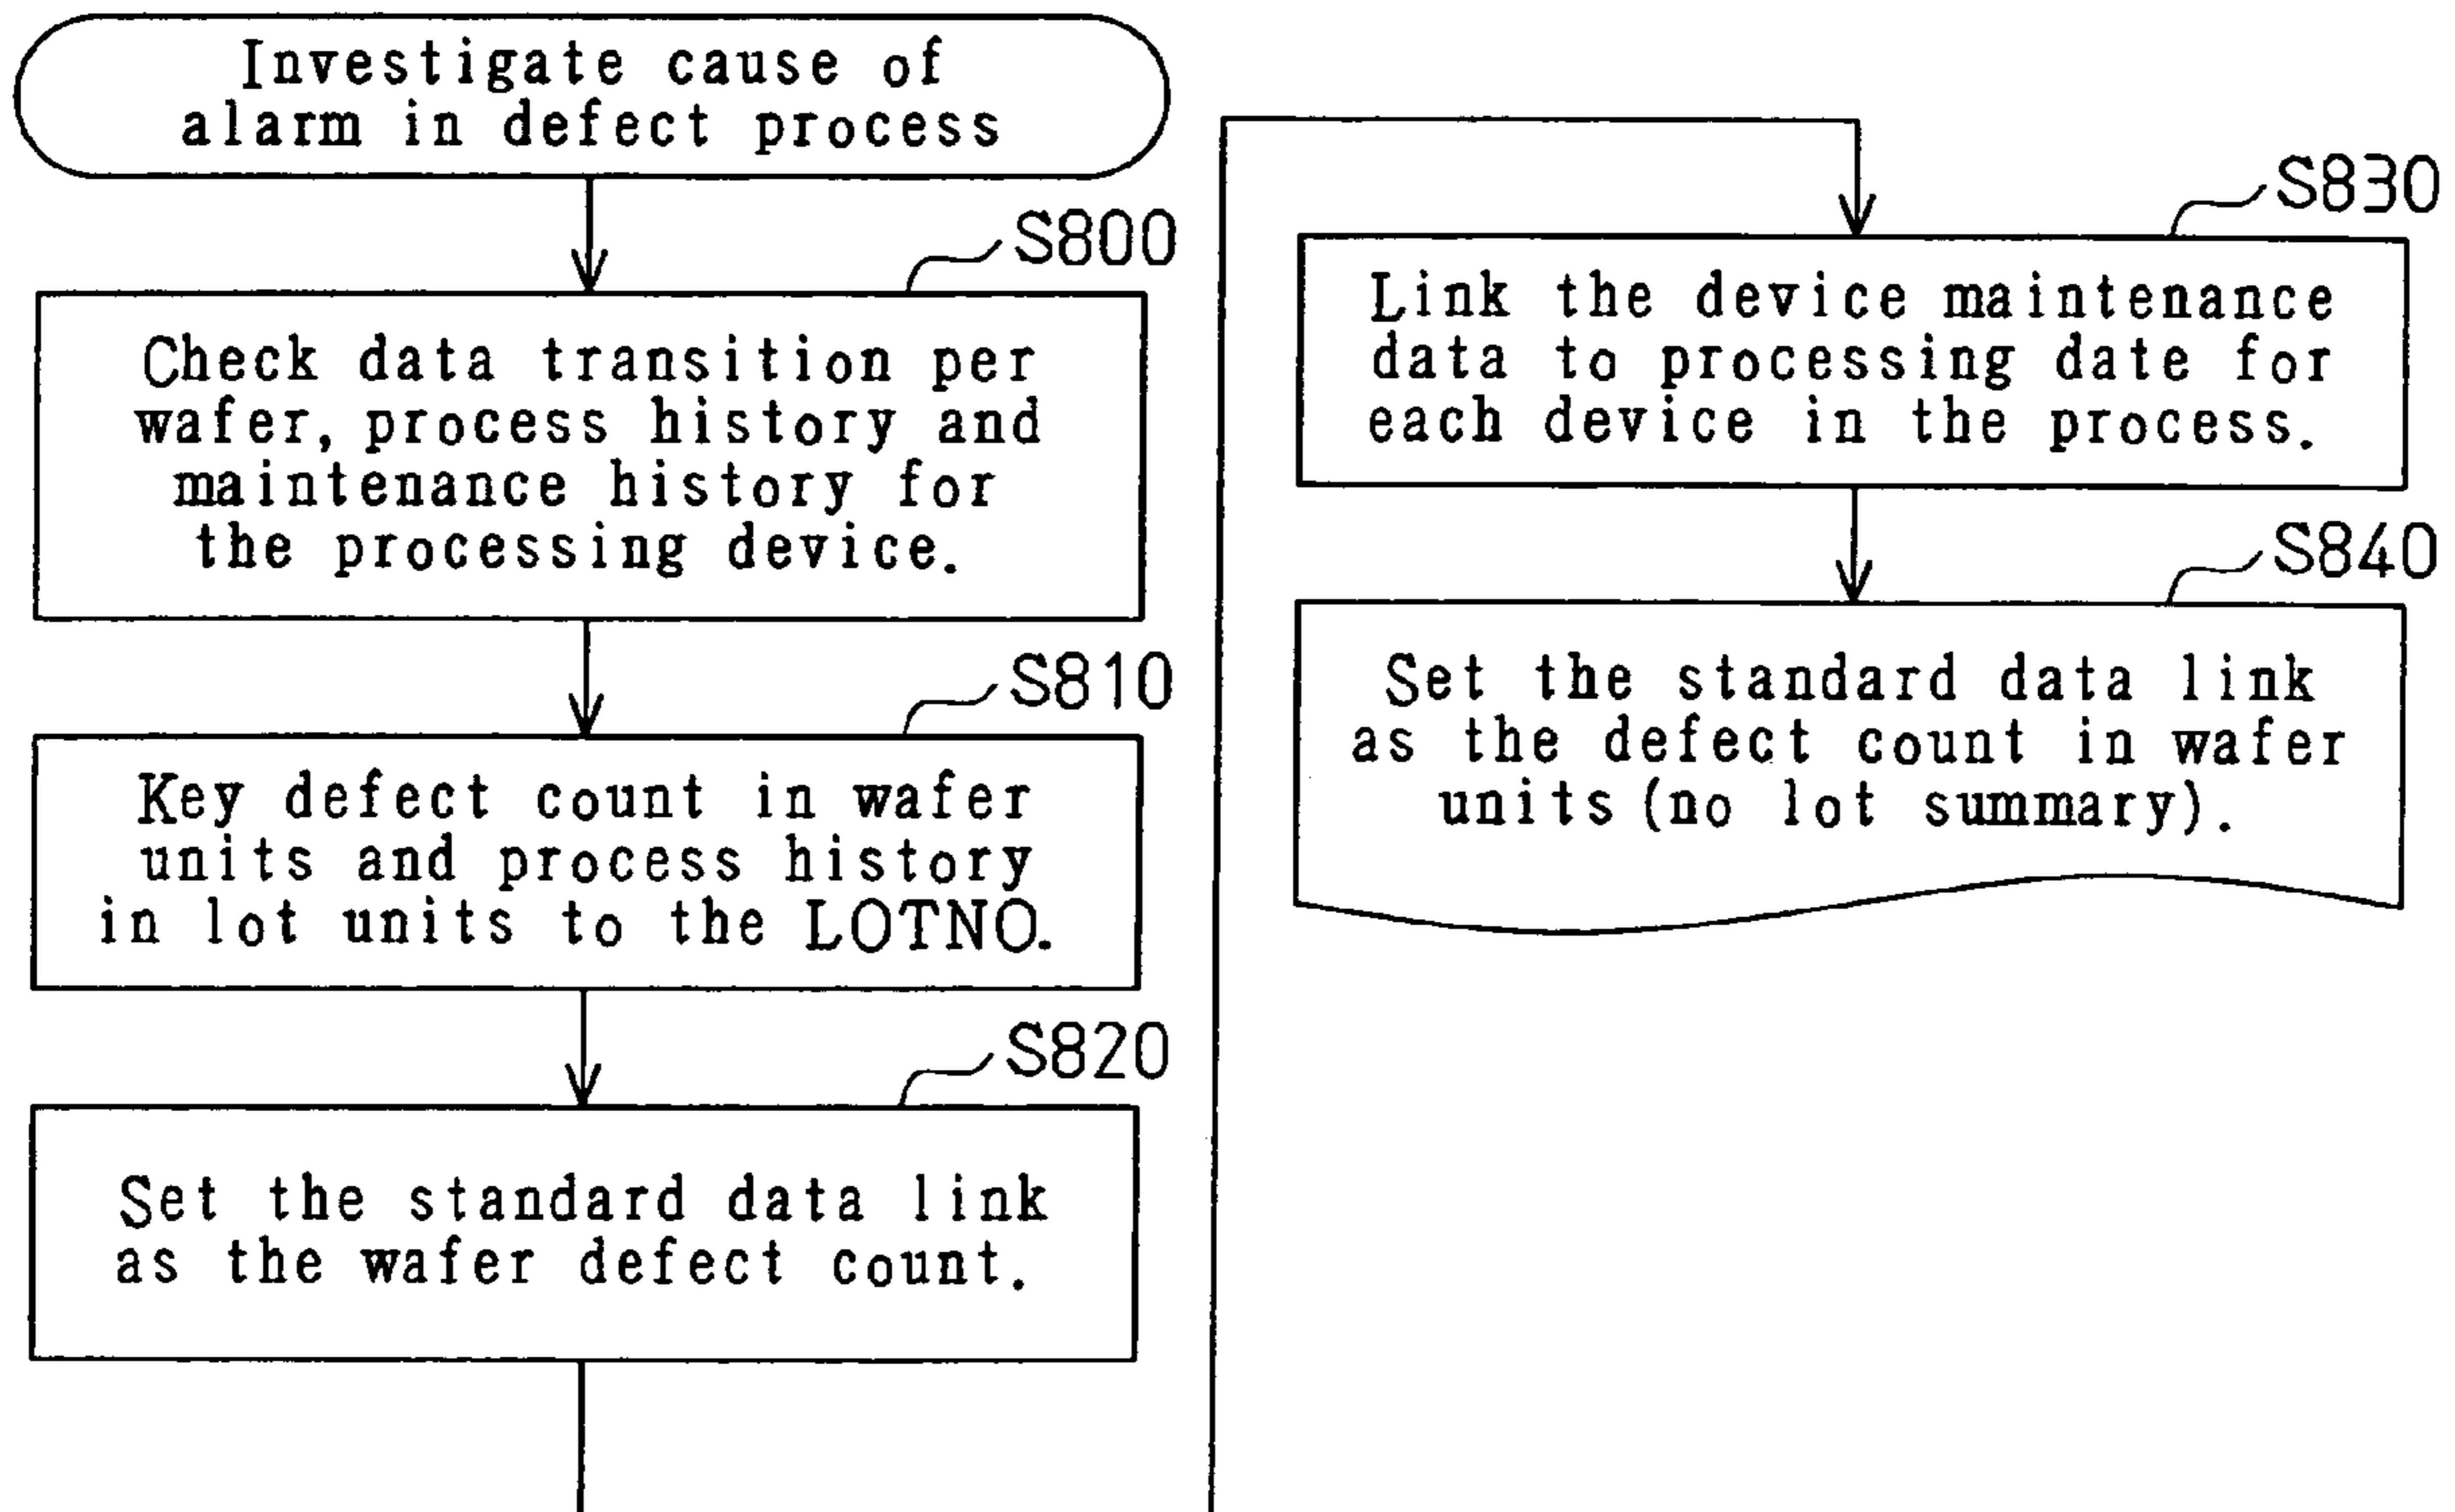 Investigate cause of
alarm in defect process
S800
Check data transition per
wafer, process history and
maintenance history for
the processing device.
S810
Key defect count in wafer
units and process history
in lot units to the LOTNO.
S820
Set the standard data link
as the wafer defect count.
S830
Link the device maintenance
data to processing date for
each device in the process.
S840
Set the standard data link
as the defect count in wafer
units (no lot summary).